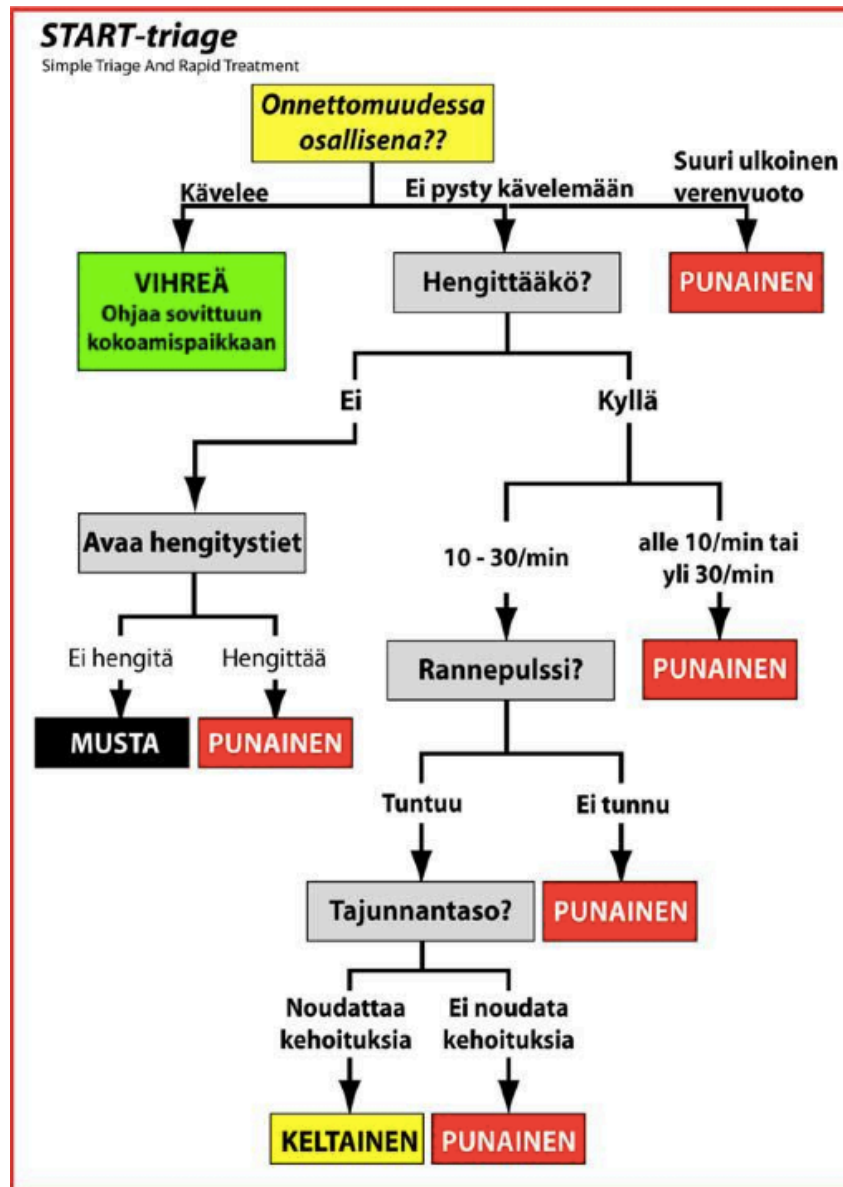 START-triage
Simple Triage And Rapid Treatment
Onnettomuudessa
osallisena??
Kävelee
Ei pysty kävelemään
Suuri ulkoinen
verenvuoto
VIHREÄ
Ohjaa sovittuun
kokoamispaikkaan
Hengittääkö?
PUNAINEN
Ei
Kyllä
Avaa hengitystiet
10 - 30/min
alle 10/min tai
yli 30/min
Ei hengitä
Hengittää
Rannepulssi?
PUNAINEN
MUSTA
PUNAINEN
Tuntuu
Ei tunnu
Tajunnantaso?
PUNAINEN
Noudattaa
kehoituksia
Ei noudata
kehoituksia
KELTAINEN
PUNAINEN